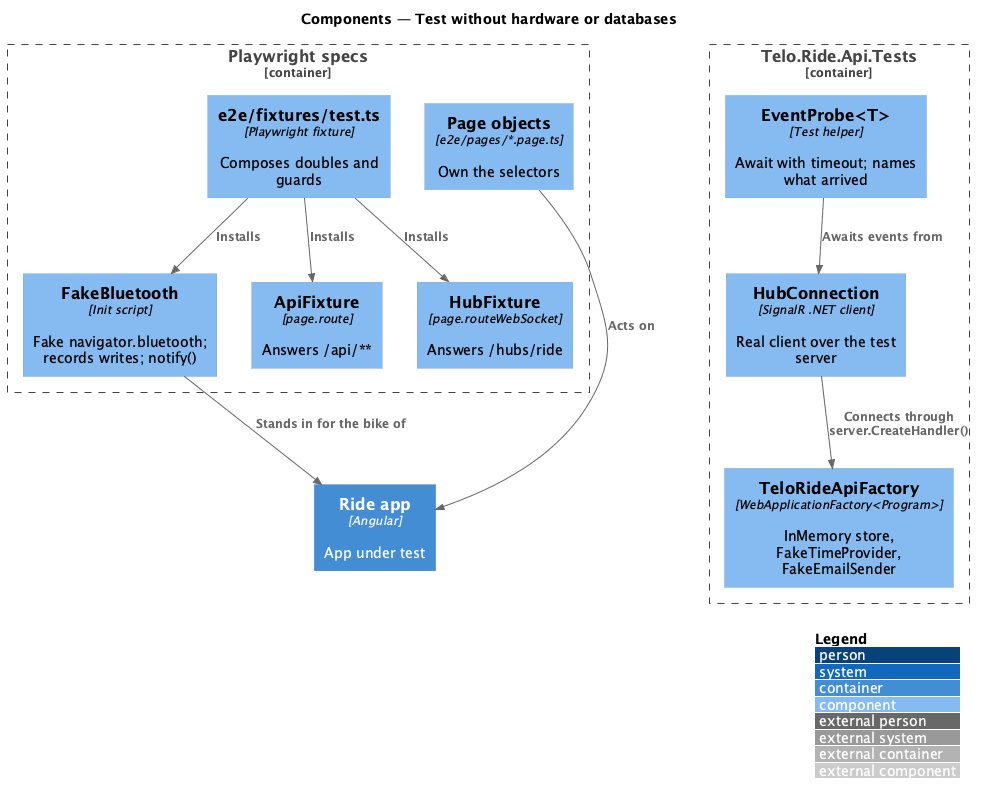 Components — Test without hardware or databases
Playwright specs
[container]
e2e/fixtures/test.ts
[Playwright fixture]
Composes doubles and
guards
Page objects
[e2e/pages/*.page.ts]
Own the selectors
Installs
Installs
Installs
FakeBluetooth
[Init script]
Fake navigator.bluetooth;
records writes; notify()
ApiFixture
[page.route]
Answers /api/**
HubFixture
[page.routeWebSocket]
Answers /hubs/ride
Acts on
Stands in for the bike of
Ride app
[Angular]
App under test
Telo.Ride.Api.Tests
[container]
EventProbe<T>
[Test helper]
Await with timeout; names
what arrived
Awaits events from
HubConnection
[SignalR .NET client]
Real client over the test
server
Connects through
server.CreateHandler()
TeloRideApiFactory
[WebApplicationFactory<Program>]
InMemory store,
FakeTimeProvider,
FakeEmailSender
Legend
person
system
container
component
external person
external system
external container
external component